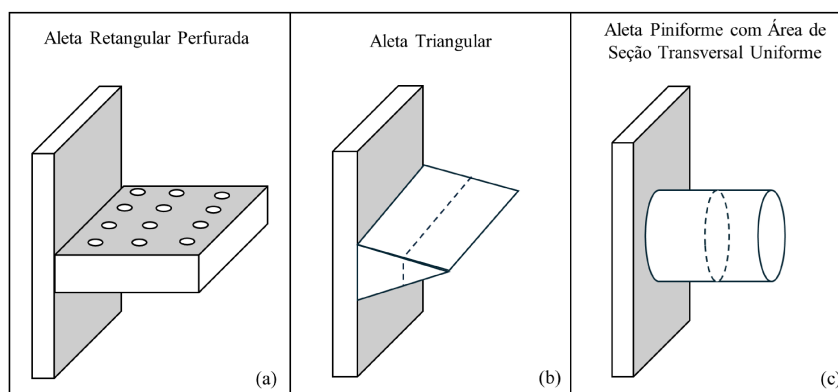 Aleta Retangular Perfurada
(a)
Aleta Triangular
(b)
Aleta Piniforme com Área de
Seção Transversal Uniforme
(c)